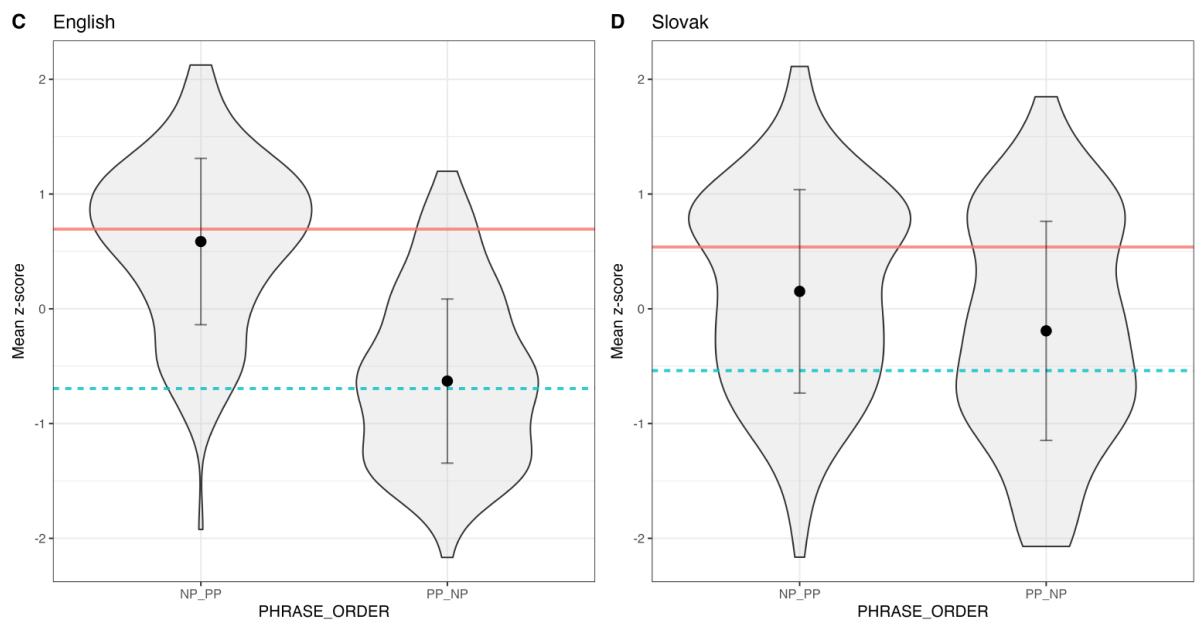 C English
Mean z-score
2
1
0
-1
-2
NP_PP
PP_NP
PHRASE_ORDER
D Slovak
Mean z-score
2
1
0
-1
-2
NP_PP
PP_NP
PHRASE_ORDER